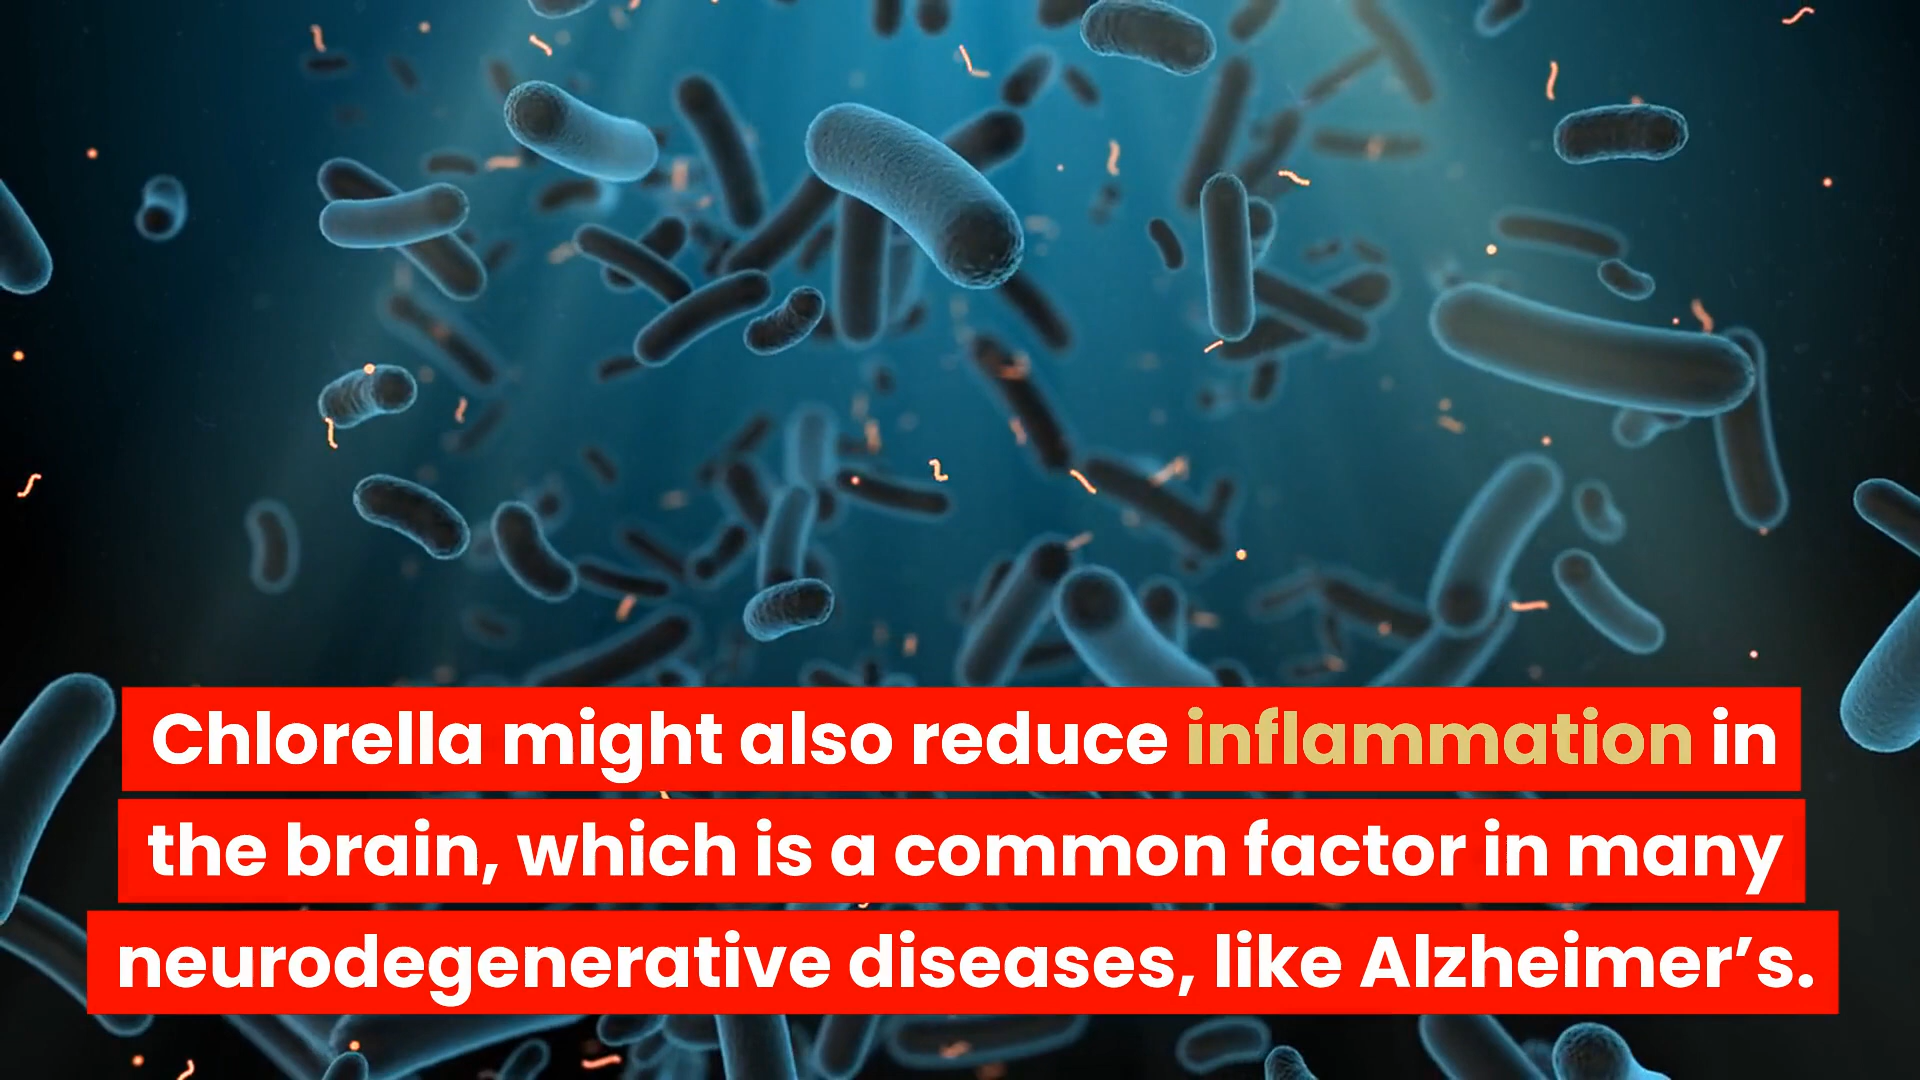 Chlorella might also reduce inflammation in
the brain, which is a common factor in many
neurodegenerative diseases, like Alzheimer’s.